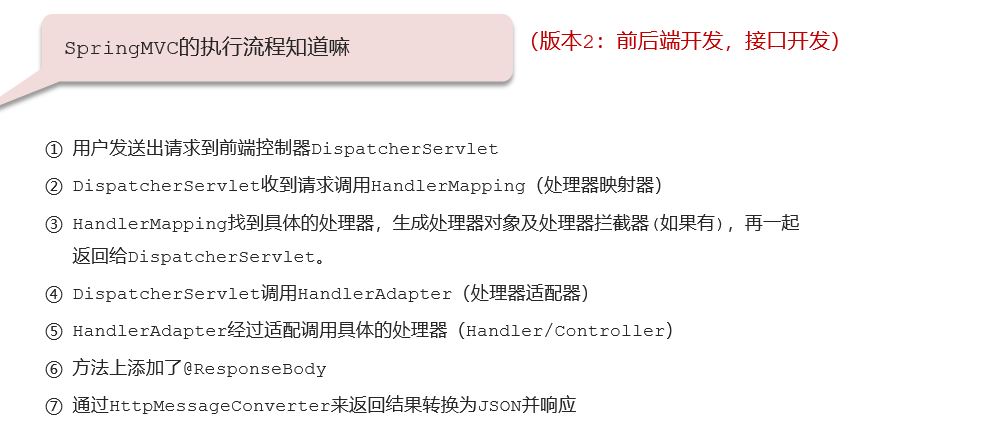 SpringMVC的执行流程知道嘛
（版本2：前后端开发，接口开发）
① 用户发送出请求到前端控制器DispatcherServlet
② DispatcherServlet收到请求调用HandlerMapping（处理器映射器）
③ HandlerMapping找到具体的处理器，生成处理器对象及处理器拦截器(如果有)，再一起
返回给DispatcherServlet。
④ DispatcherServlet调用HandlerAdapter（处理器适配器）
⑤ HandlerAdapter经过适配调用具体的处理器（Handler/Controller）
⑥ 方法上添加了@ResponseBody
⑦ 通过HttpMessageConverter来返回结果转换为JSON并响应